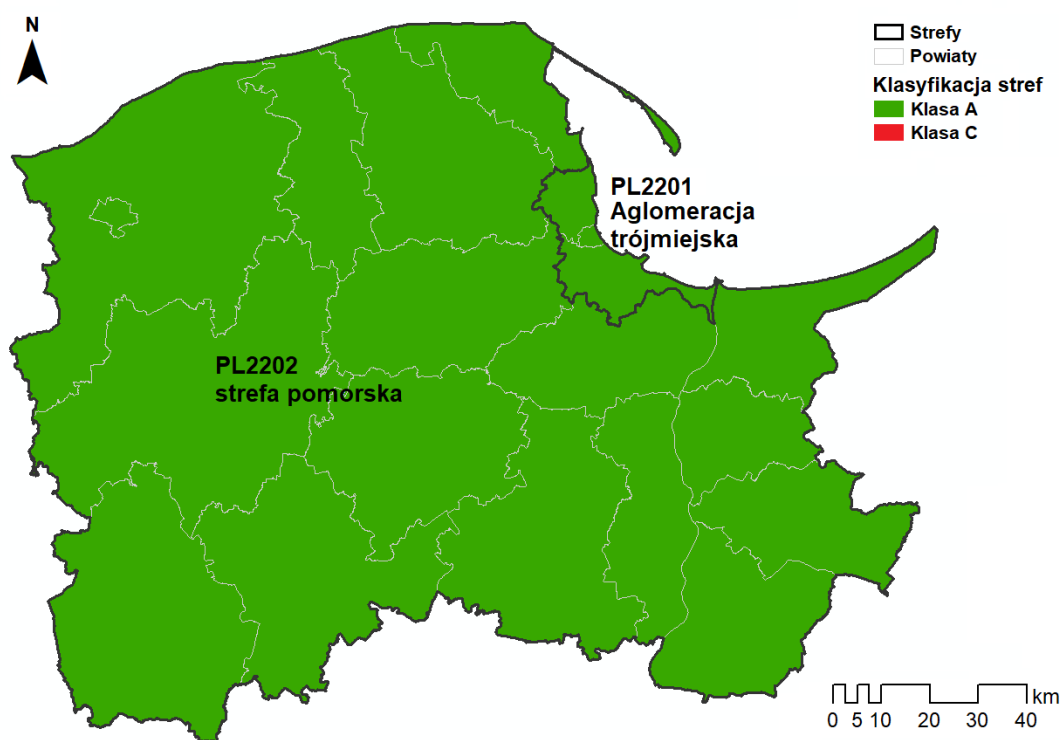 N
Strefy
Powiaty
Klasyfikacja stref
Klasa A
Klasa C
PL2201
Aglomeracja
trójmiejska
PL2202
strefa pomorska
km
0 5 10 20 30 40